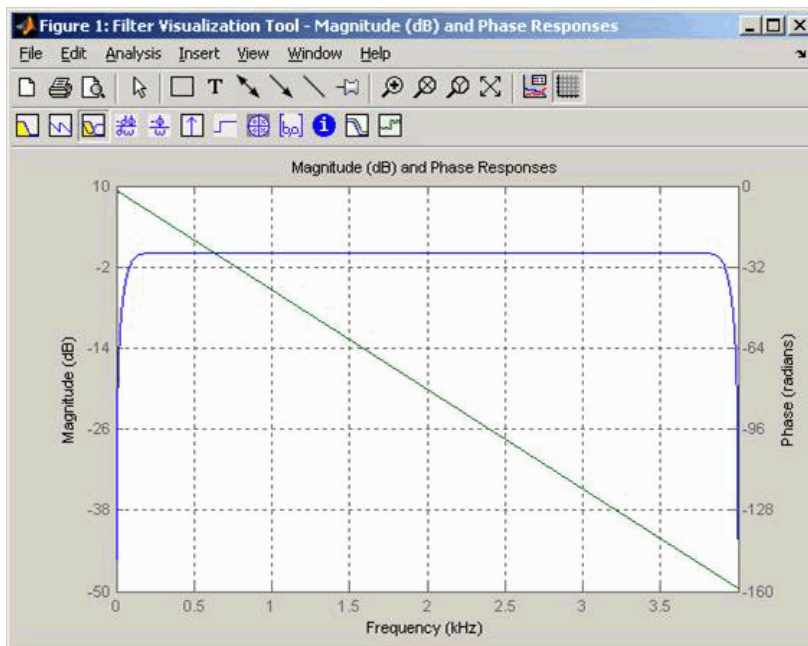 Figure 1: Filter Visualization Tool - Magnitude (dB) and Phase Responses
File Edit Analysis Insert View Window Help
T
[b,a]
i
Magnitude (dB) and Phase Responses
10
-2
-14
-26
-38
-50
Magnitude (dB)
0
-32
-64
-96
-128
-160
Phase (radians)
0 0.5 1 1.5 2 2.5 3 3.5
Frequency (kHz)